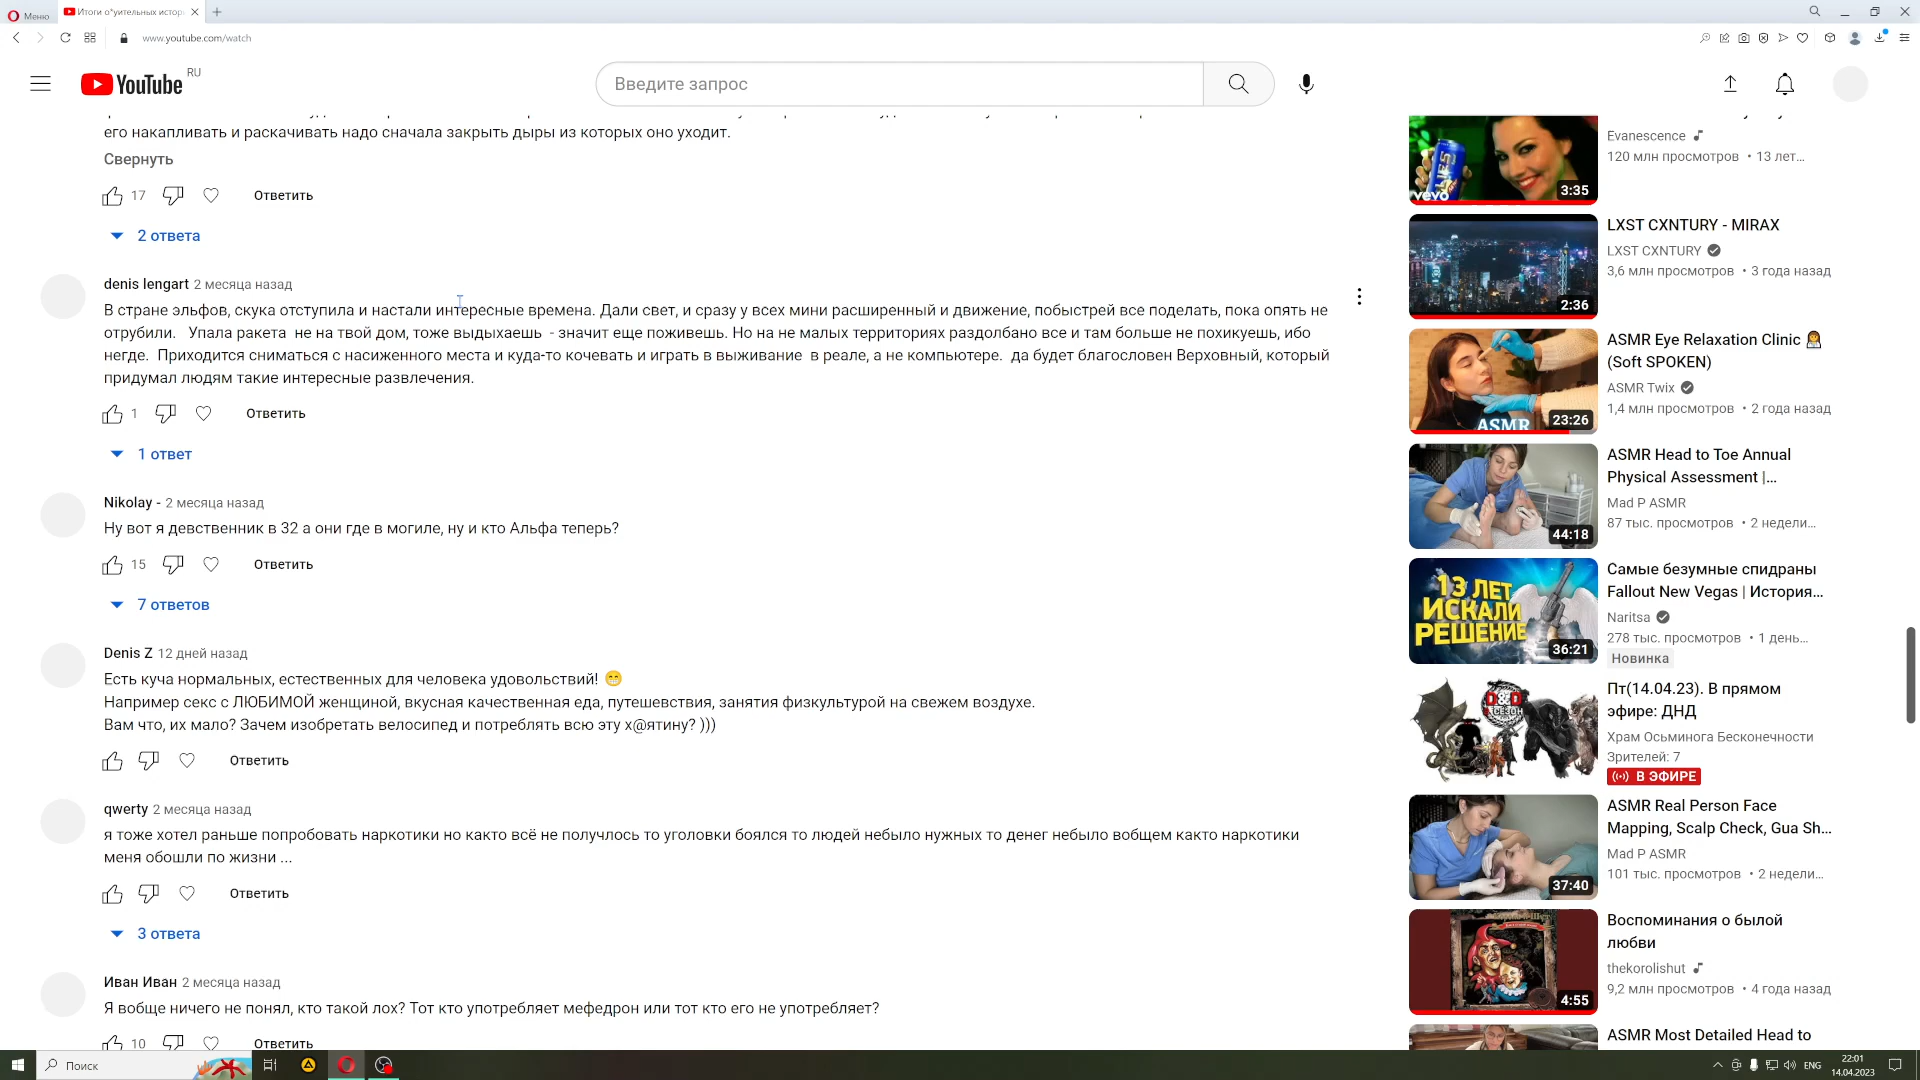 Меню
Итоги о*уительных истор
www.youtube.com/watch
YouTube RU
Введите запрос
его накапливать и раскачивать надо сначала закрыть дыры из которых оно уходит.
Свернуть
17 Ответить
2 ответа
denis lengart 2 месяца назад
В стране эльфов, скука отступила и настали интересные времена. Дали свет, и сразу у всех мини расширенный и движение, побыстрей все поделать, пока опять не
отрубили. Упала ракета не на твой дом, тоже выдыхаешь - значит еще поживешь. Но на не малых территориях раздолбано все и там больше не похикуешь, ибо
негде. Приходится сниматься с насиженного места и куда-то кочевать и играть в выживание в реале, а не компьютере. да будет благословен Верховный, который
придумал людям такие интересные развлечения.
1 Ответить
1 ответ
Nikolay - 2 месяца назад
Ну вот я девственник в 32 а они где в могиле, ну и кто Альфа теперь?
15 Ответить
7 ответов
Denis Z 12 дней назад
Есть куча нормальных, естественных для человека удовольствий! 😁
Например секс с ЛЮБИМОЙ женщиной, вкусная качественная еда, путешествия, занятия физкультурой на свежем воздухе.
Вам что, их мало? Зачем изобретать велосипед и потреблять всю эту х@ятину? )))
Ответить
qwerty 2 месяца назад
я тоже хотел раньше попробовать наркотики но както всё не получлось то уголовки боялся то людей небыло нужных то денег небыло вобщем както наркотики
меня обошли по жизни ...
Ответить
3 ответа
Иван Иван 2 месяца назад
Я вобще ничего не понял, кто такой лох? Тот кто употребляет мефедрон или тот кто его не употребляет?
10 Ответить
Evanescence
120 млн просмотров • 13 лет...
LIES
vevo
3:35
LXST CXNTURY - MIRAX
LXST CXNTURY
3,6 млн просмотров • 3 года назад
2:36
ASMR Eye Relaxation Clinic 👩‍⚕️
(Soft SPOKEN)
ASMR Twix
1,4 млн просмотров • 2 года назад
ASMR
23:26
ASMR Head to Toe Annual
Physical Assessment |...
Mad P ASMR
87 тыс. просмотров • 2 недели...
44:18
Самые безумные спидраны
Fallout New Vegas | История...
Naritsa
278 тыс. просмотров • 1 день...
Новинка
13 ЛЕТ
ИСКАЛИ
РЕШЕНИЕ
36:21
Пт(14.04.23). В прямом
эфире: ДНД
Храм Осьминога Бесконечности
Зрителей: 7
В ЭФИРЕ
D&D
СЕЗОН
ASMR Real Person Face
Mapping, Scalp Check, Gua Sh...
Mad P ASMR
101 тыс. просмотров • 2 недели...
37:40
Воспоминания о былой
любви
thekorolishut
9,2 млн просмотров • 4 года назад
4:55
ASMR Most Detailed Head to
Поиск
ENG
22:01
14.04.2023